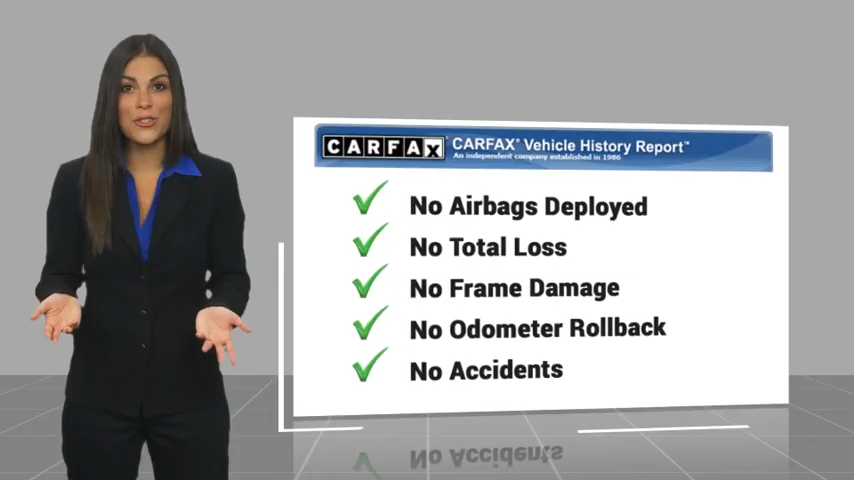 CARFAX
CARFAX® Vehicle History Report™
An independent company established in 1986
No Airbags Deployed
No Total Loss
No Frame Damage
No Odometer Rollback
No Accidents
No Accidents